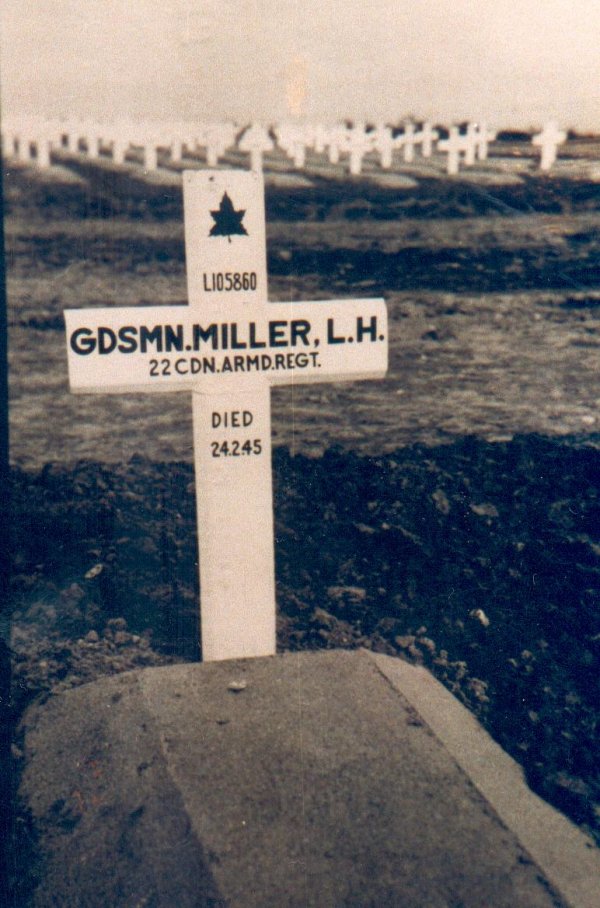 L105860
GDSMN.MILLER, L.H.
22 CDN.ARMD.REGT.
DIED
24.2.45